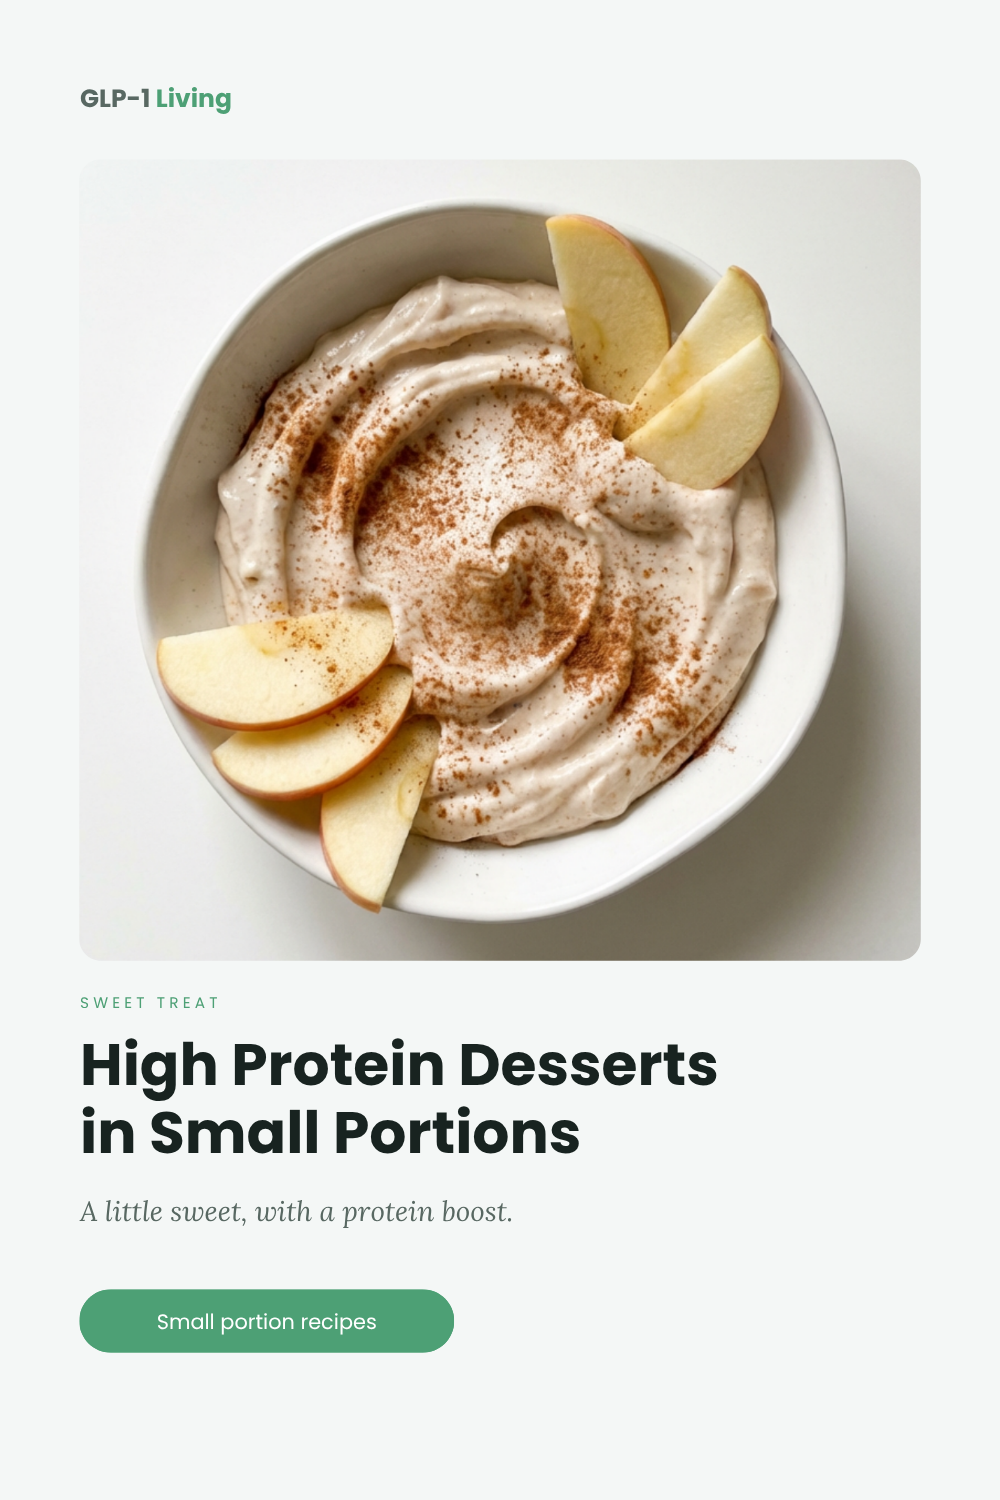 GLP-1 Living
SWEET TREAT
High Protein Desserts
in Small Portions
A little sweet, with a protein boost.
Small portion recipes